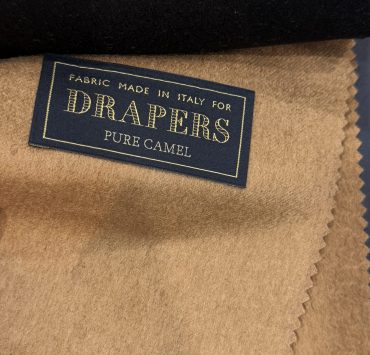 FABRIC MADE IN ITALY FOR
DRAPERS
PURE CAMEL